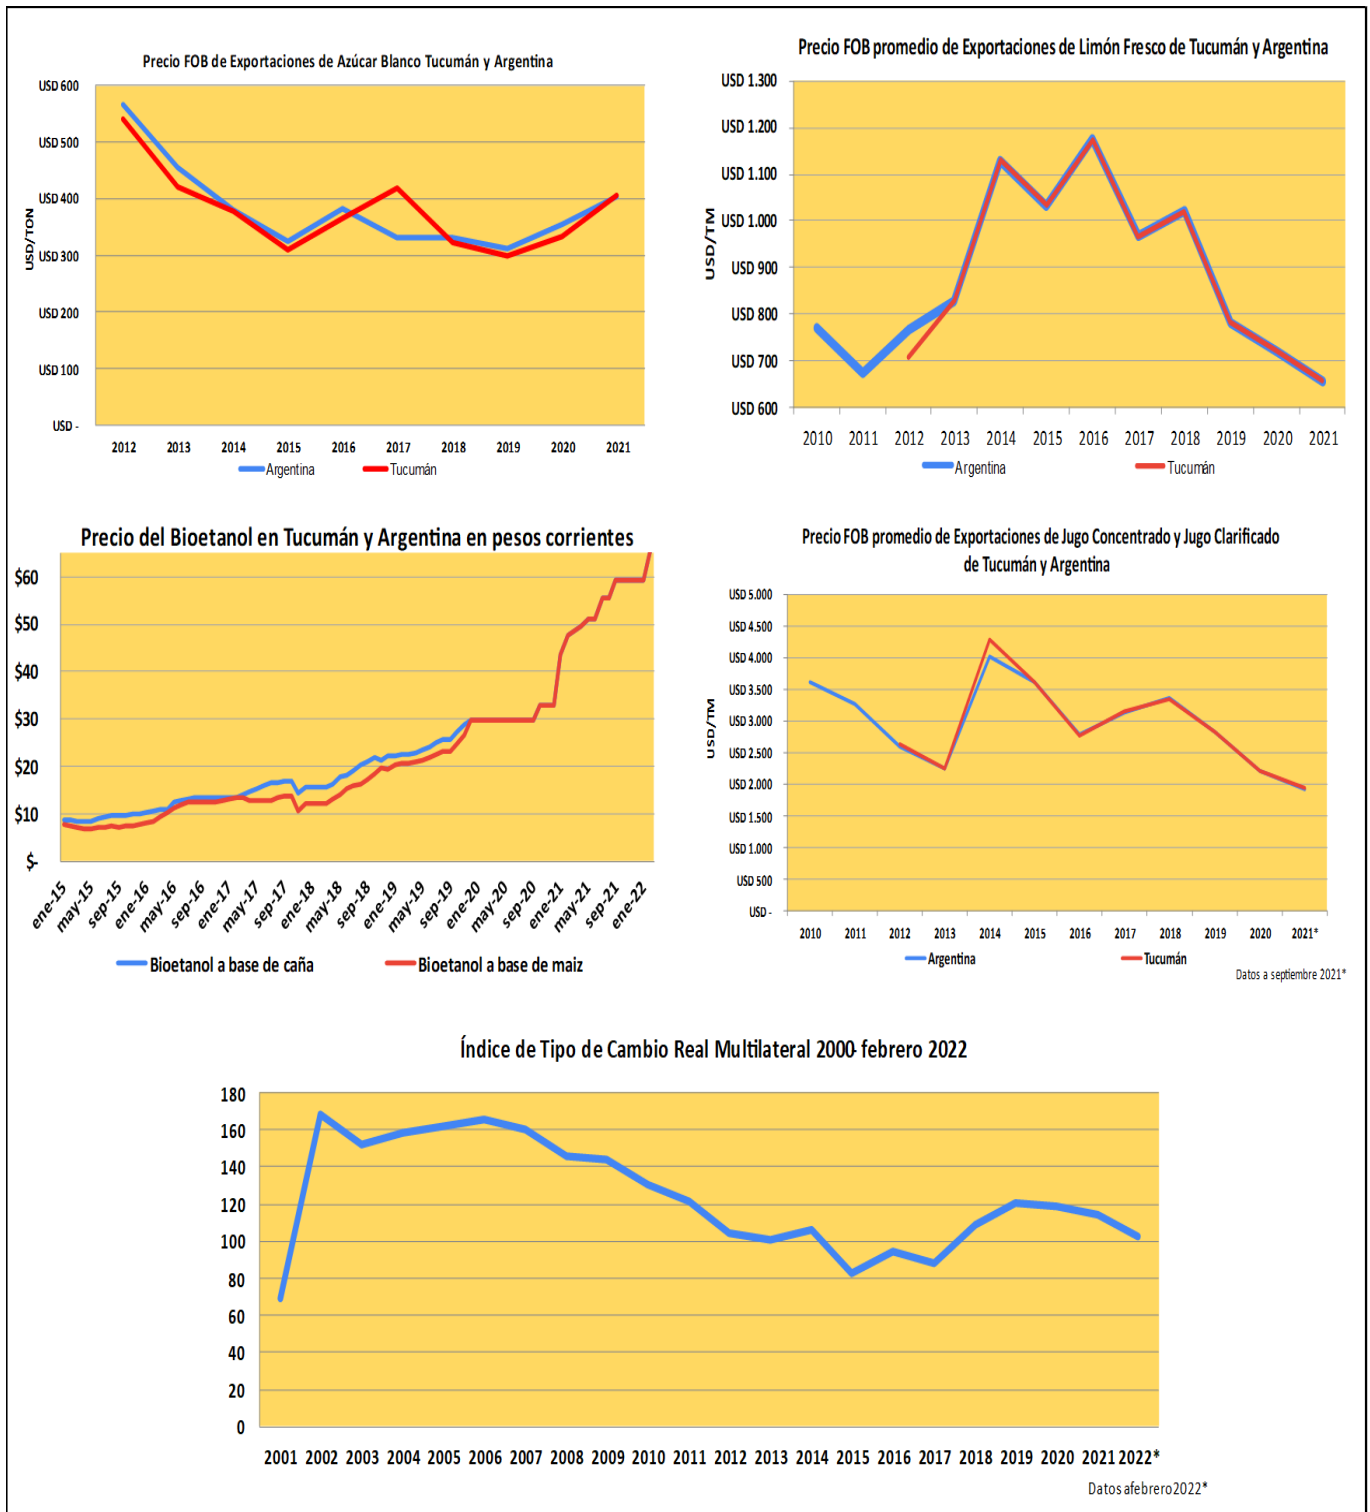 Precio FOB de Exportaciones de Azúcar Blanco Tucumán y Argentina
USD 600
USD 500
USD 400
USD 300
USD 200
USD 100
USD -
USD/TON
2012 2013 2014 2015 2016 2017 2018 2019 2020 2021
Argentina Tucumán
Precio FOB promedio de Exportaciones de Limón Fresco de Tucumán y Argentina
USD 1.300
USD 1.200
USD 1.100
USD 1.000
USD 900
USD 800
USD 700
USD 600
USD/TM
2010 2011 2012 2013 2014 2015 2016 2017 2018 2019 2020 2021
Argentina Tucumán
Precio del Bioetanol en Tucumán y Argentina en pesos corrientes
$60
$50
$40
$30
$20
$10
$-
ene-15 may-15 sep-15 ene-16 may-16 sep-16 ene-17 may-17 sep-17 ene-18 may-18 sep-18 ene-19 may-19 sep-19 ene-20 may-20 sep-20 ene-21 may-21 sep-21 ene-22
Bioetanol a base de caña Bioetanol a base de maiz
Precio FOB promedio de Exportaciones de Jugo Concentrado y Jugo Clarificado
de Tucumán y Argentina
USD 5.000
USD 4.500
USD 4.000
USD 3.500
USD 3.000
USD 2.500
USD 2.000
USD 1.500
USD 1.000
USD 500
USD -
USD/TM
2010 2011 2012 2013 2014 2015 2016 2017 2018 2019 2020 2021*
Argentina Tucumán
Datos a septiembre 2021*
Índice de Tipo de Cambio Real Multilateral 2000- febrero 2022
180
160
140
120
100
80
60
40
20
0
2001 2002 2003 2004 2005 2006 2007 2008 2009 2010 2011 2012 2013 2014 2015 2016 2017 2018 2019 2020 2021 2022*
Datos afebrero2022*